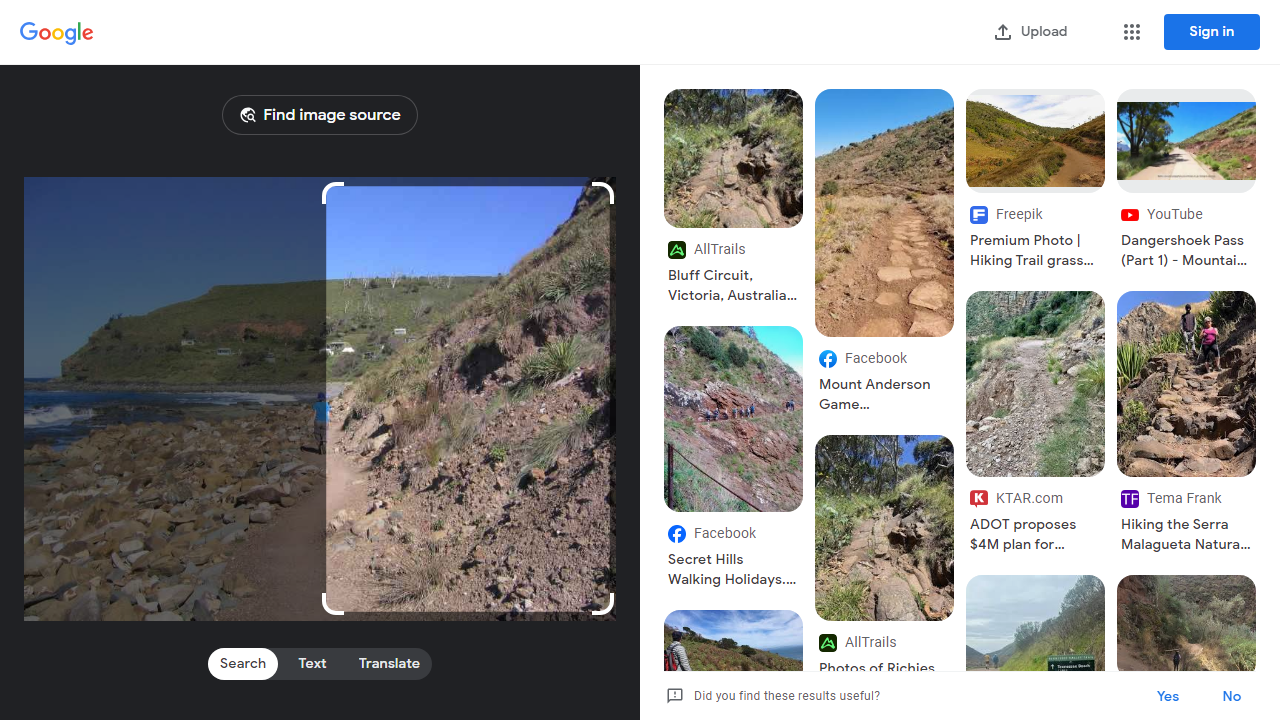 Google
Upload
Sign in
Find image source
Search
Text
Translate
AllTrails
Bluff Circuit,
Victoria, Australia...
Facebook
Secret Hills
Walking Holidays....
Facebook
Mount Anderson
Game...
AllTrails
Photos of Richies
Freepik
Premium Photo |
Hiking Trail grass...
KTAR.com
ADOT proposes
$4M plan for...
YouTube
Dangershoek Pass
(Part 1) - Mountai...
TF
Tema Frank
Hiking the Serra
Malagueta Natura...
Did you find these results useful?
Yes
No